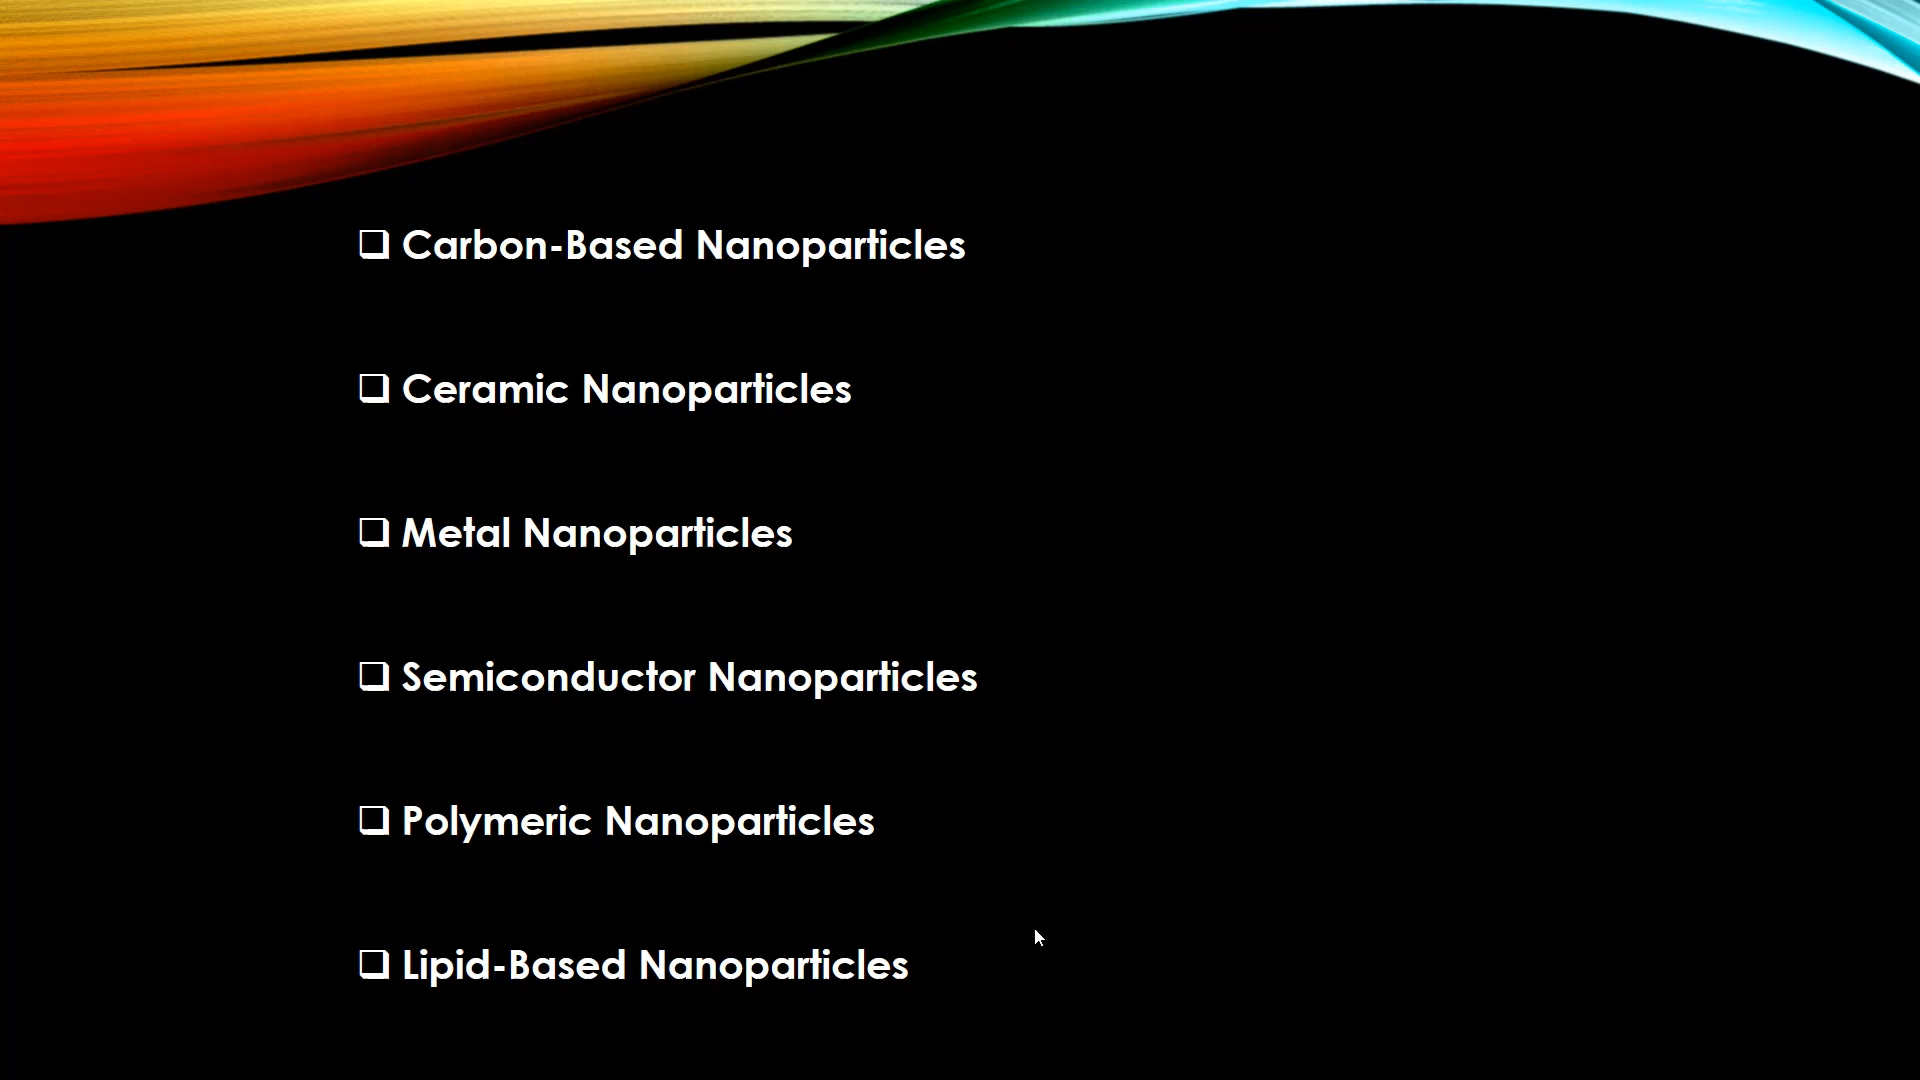 ❑ Carbon-Based Nanoparticles
❑ Ceramic Nanoparticles
❑ Metal Nanoparticles
❑ Semiconductor Nanoparticles
❑ Polymeric Nanoparticles
❑ Lipid-Based Nanoparticles